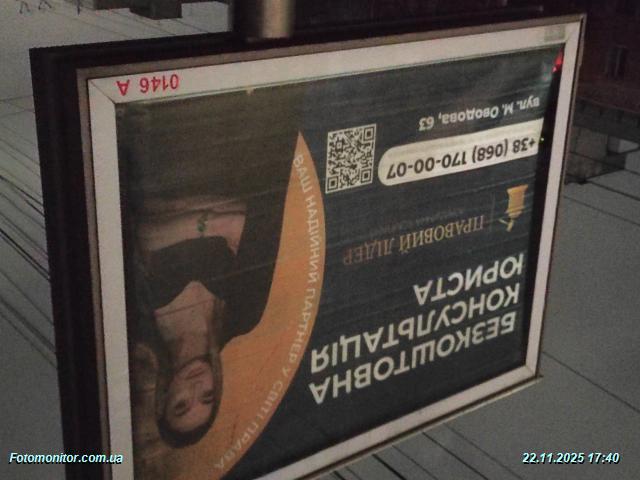 БЕЗКОШТОВНА
КОНСУЛЬТАЦІЯ
ЮРИСТА
ПРАВОВИЙ ЛІДЕР
+38 (068) 170-00-07
вул. М. Оводова, 63
ВАШ НАДІЙНИЙ ПАРТНЕР У СВІТІ ПРАВА
0146 A
Fotomonitor.com.ua
22.11.2025 17:40